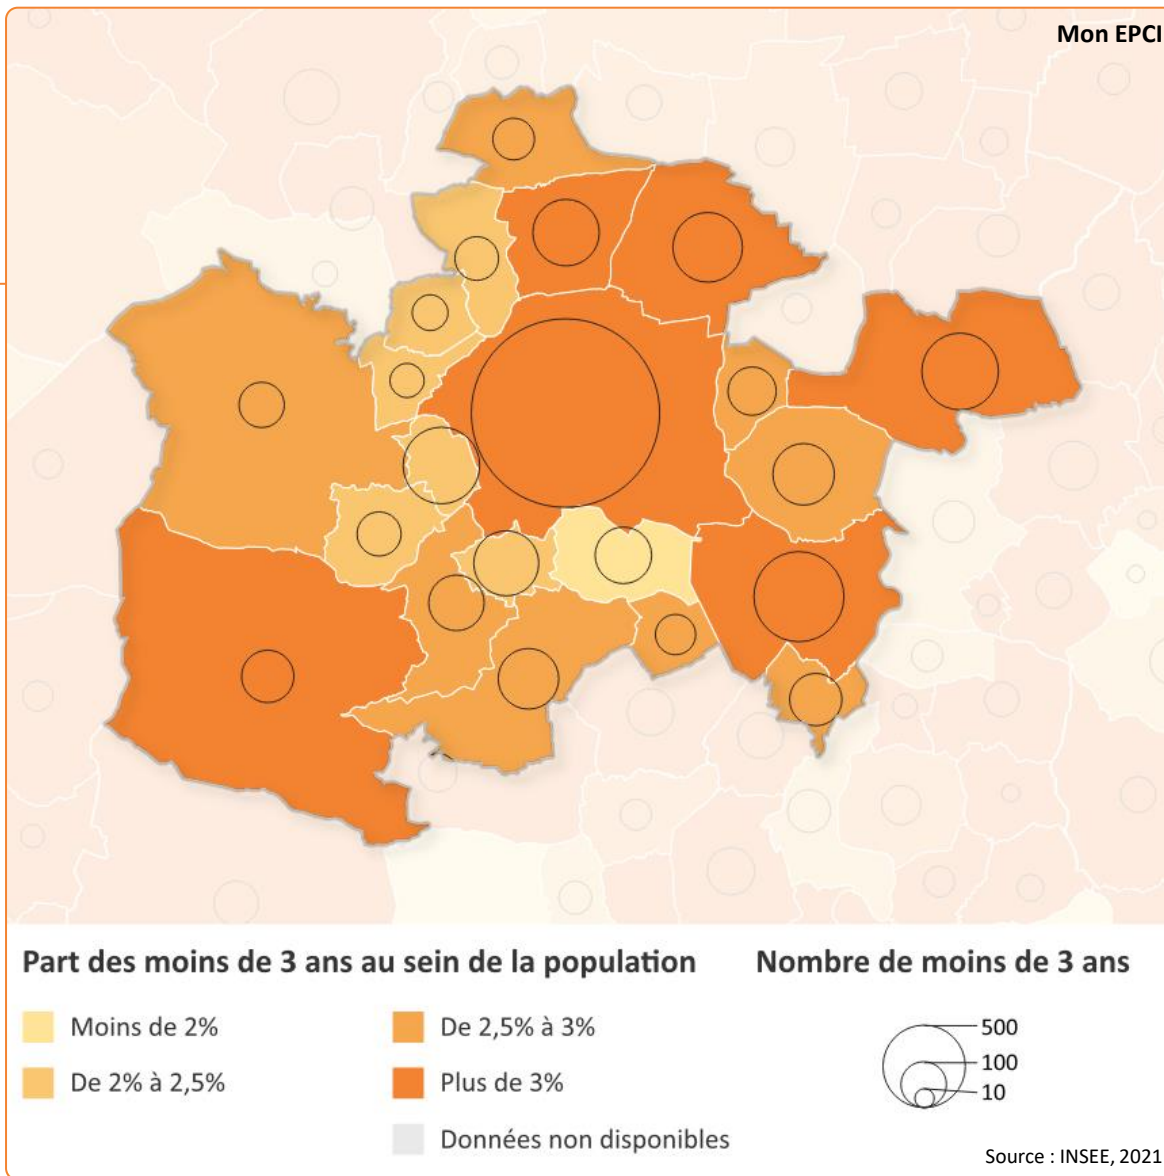 Mon EPCI
Part des moins de 3 ans au sein de la population
Moins de 2%
De 2% à 2,5%
De 2,5% à 3%
Plus de 3%
Données non disponibles
Nombre de moins de 3 ans
500
100
10
Source : INSEE, 2021